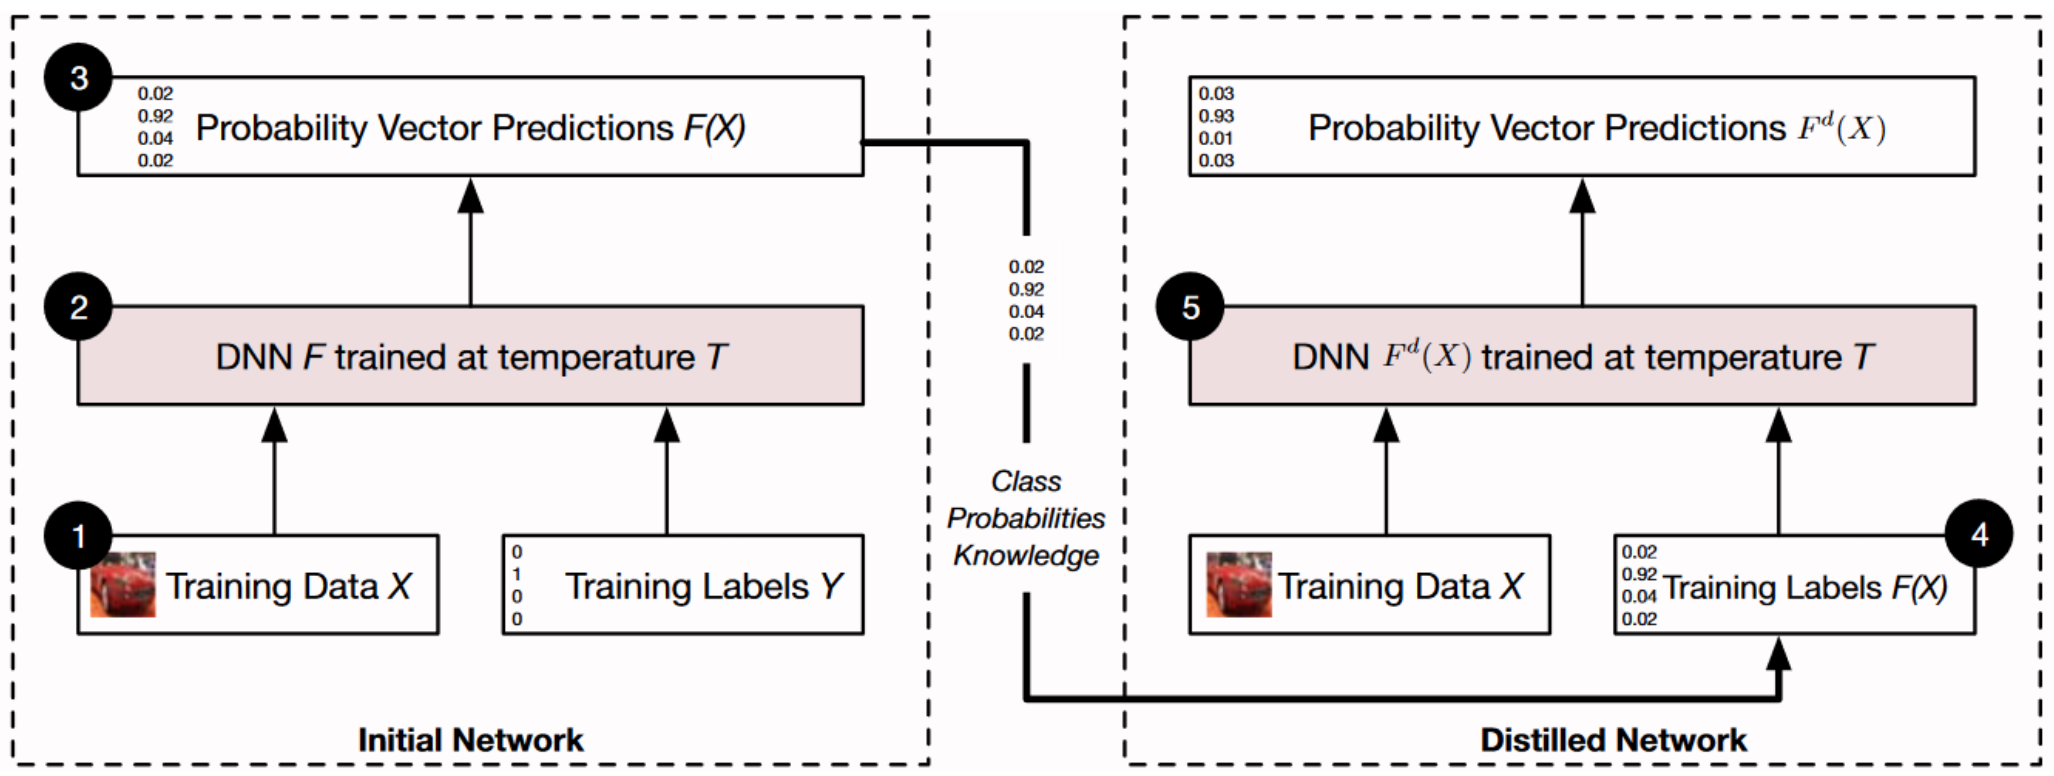 3
0.02
0.92
0.04
0.02
Probability Vector Predictions F(X)
2
DNN F trained at temperature T
1
Training Data X
0
1
0
0
Training Labels Y
Initial Network
0.02
0.92
0.04
0.02
Class
Probabilities
Knowledge
0.03
0.93
0.01
0.03
Probability Vector Predictions F^d(X)
5
DNN F^d(X) trained at temperature T
Training Data X
4
0.02
0.92
0.04
0.02
Training Labels F(X)
Distilled Network